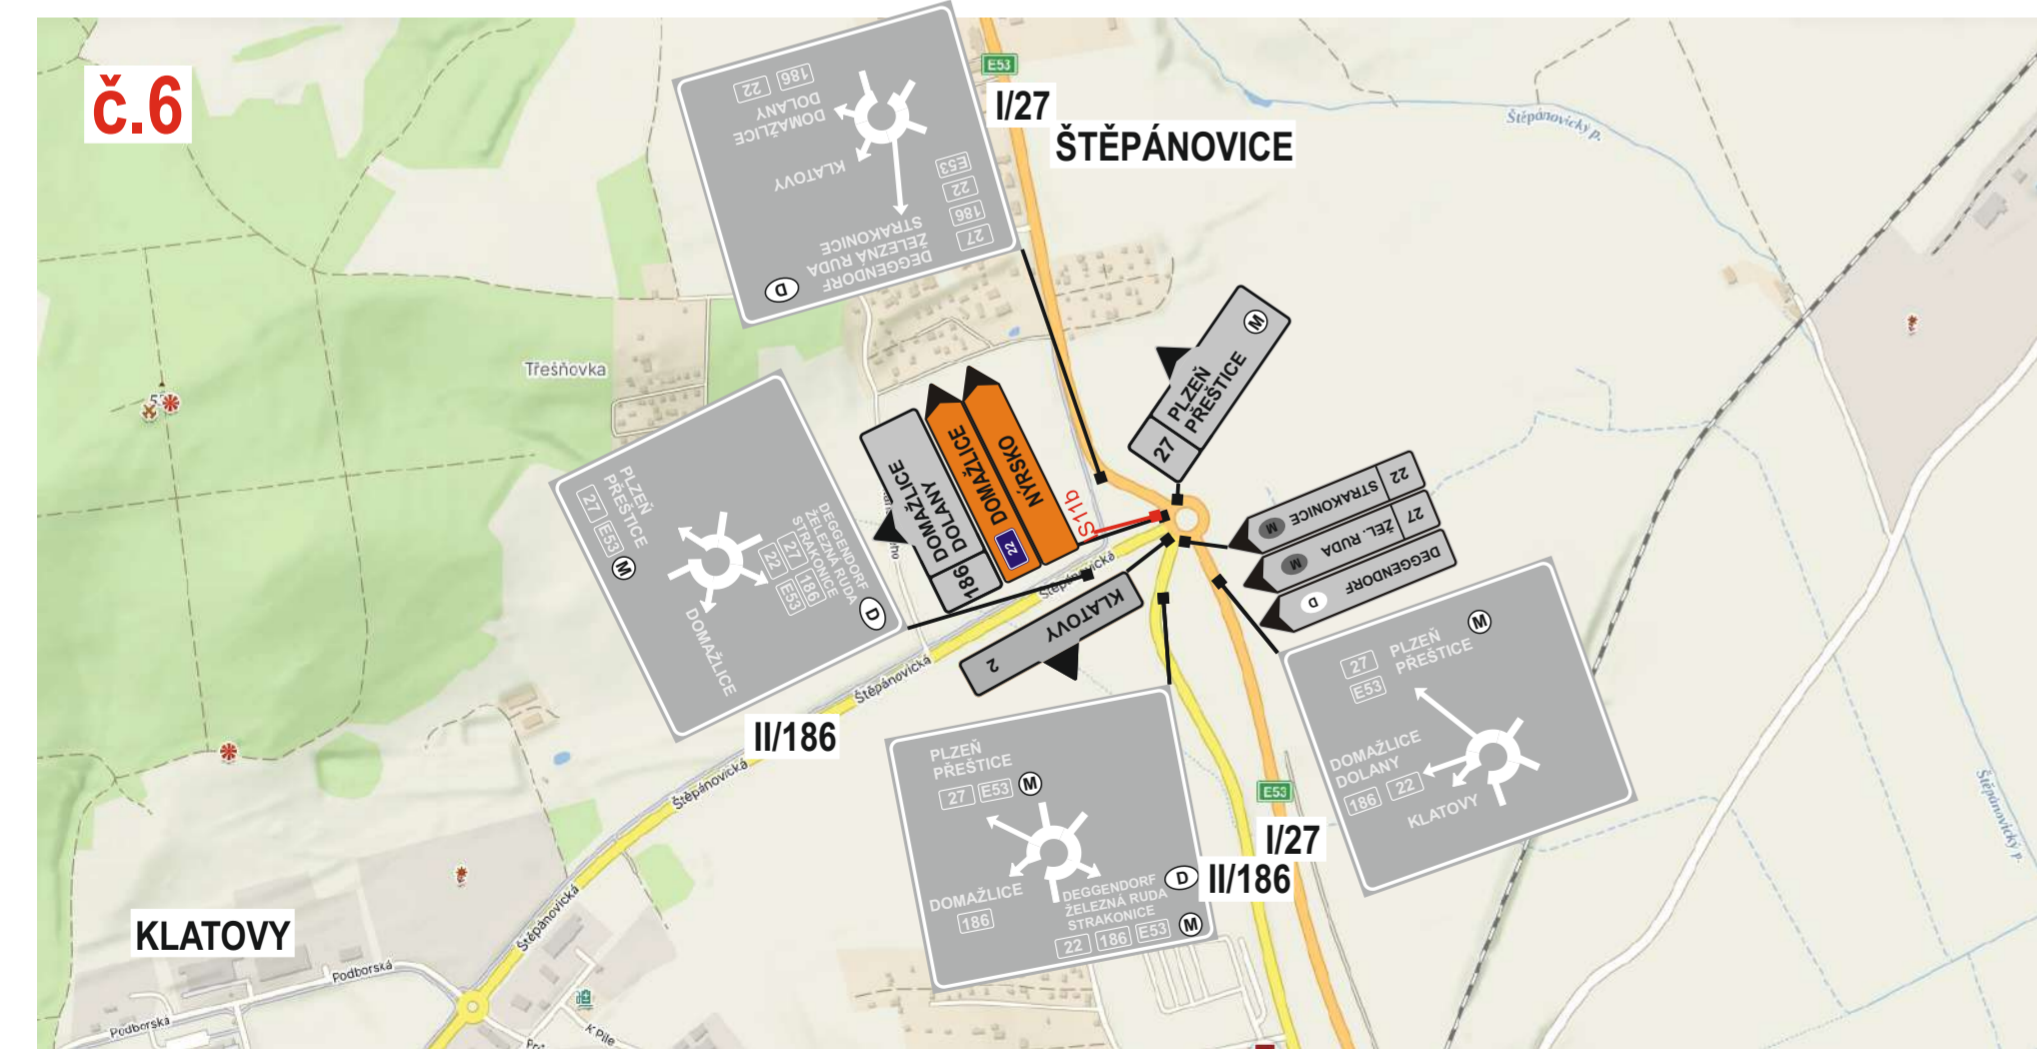 č.6
E53
I/27
ŠTĚPÁNOVICE
Štěpánovický p.
22 186
DOMAŽLICE
DOLANY
KLATOVY
E53
22
186
27
DEGGENDORF
ŽELEZNÁ RUDA
STRAKONICE
D
Třešňovka
27
PLZEŇ
PŘEŠTICE
M
186
DOMAŽLICE
DOLANY
22
DOMAŽLICE
NÝRSKO
S11b
22 STRAKONICE M
27 ŽEL. RUDA M
DEGGENDORF D
PLZEŇ
PŘEŠTICE
27 E53 M
DEGGENDORF
ŽELEZNÁ RUDA
STRAKONICE
27 186
22 E53
D
DOMAŽLICE
KLATOVY
2
Štěpánovická
Štěpánovická
Štěpánovická
Štěpánovická
II/186
PLZEŇ
PŘEŠTICE
27 E53 M
DOMAŽLICE
186
DEGGENDORF D
ŽELEZNÁ RUDA
STRAKONICE
22 186 E53 M
27
E53
PLZEŇ
PŘEŠTICE
M
DOMAŽLICE
DOLANY
186 22
KLATOVY
E53
I/27
II/186
Štěpánovický p.
KLATOVY
Podborská
Podborská
K Pile